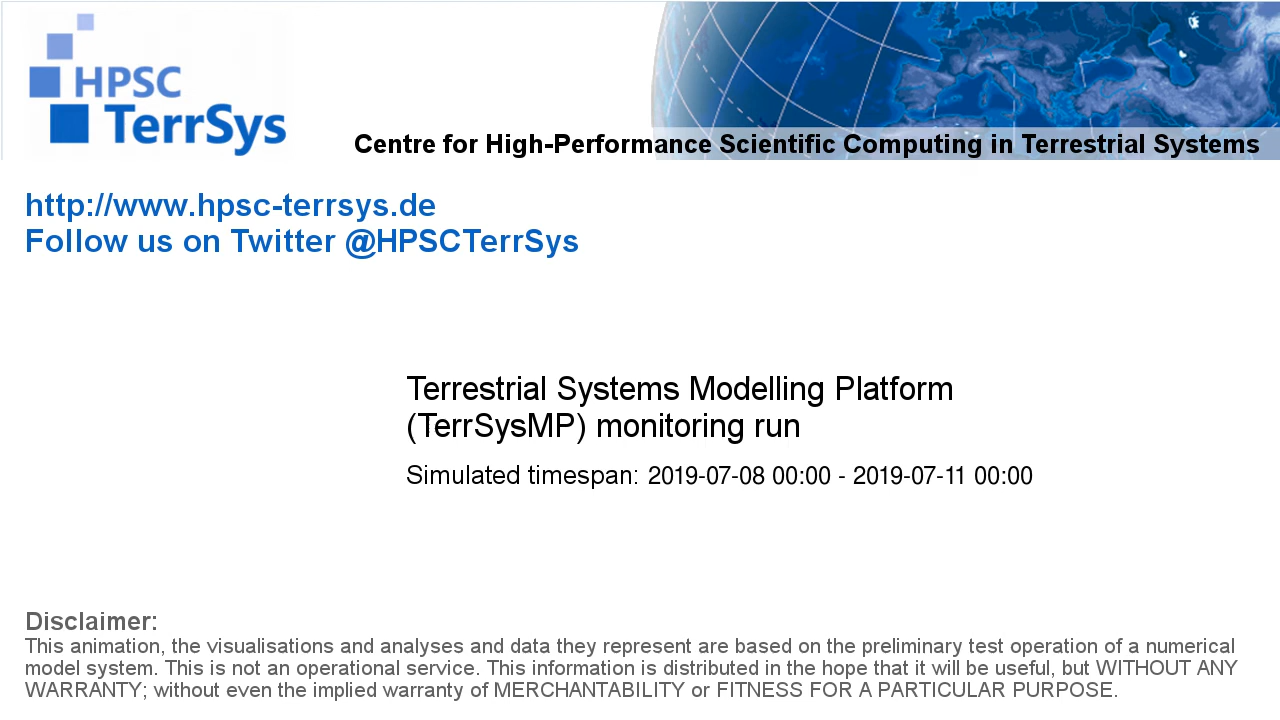 HPSC
TerrSys
Centre for High-Performance Scientific Computing in Terrestrial Systems
http://www.hpsc-terrsys.de
Follow us on Twitter @HPSCTerrSys
Terrestrial Systems Modelling Platform
(TerrSysMP) monitoring run
Simulated timespan: 2019-07-08 00:00 - 2019-07-11 00:00
Disclaimer:
This animation, the visualisations and analyses and data they represent are based on the preliminary test operation of a numerical
model system. This is not an operational service. This information is distributed in the hope that it will be useful, but WITHOUT ANY
WARRANTY; without even the implied warranty of MERCHANTABILITY or FITNESS FOR A PARTICULAR PURPOSE.